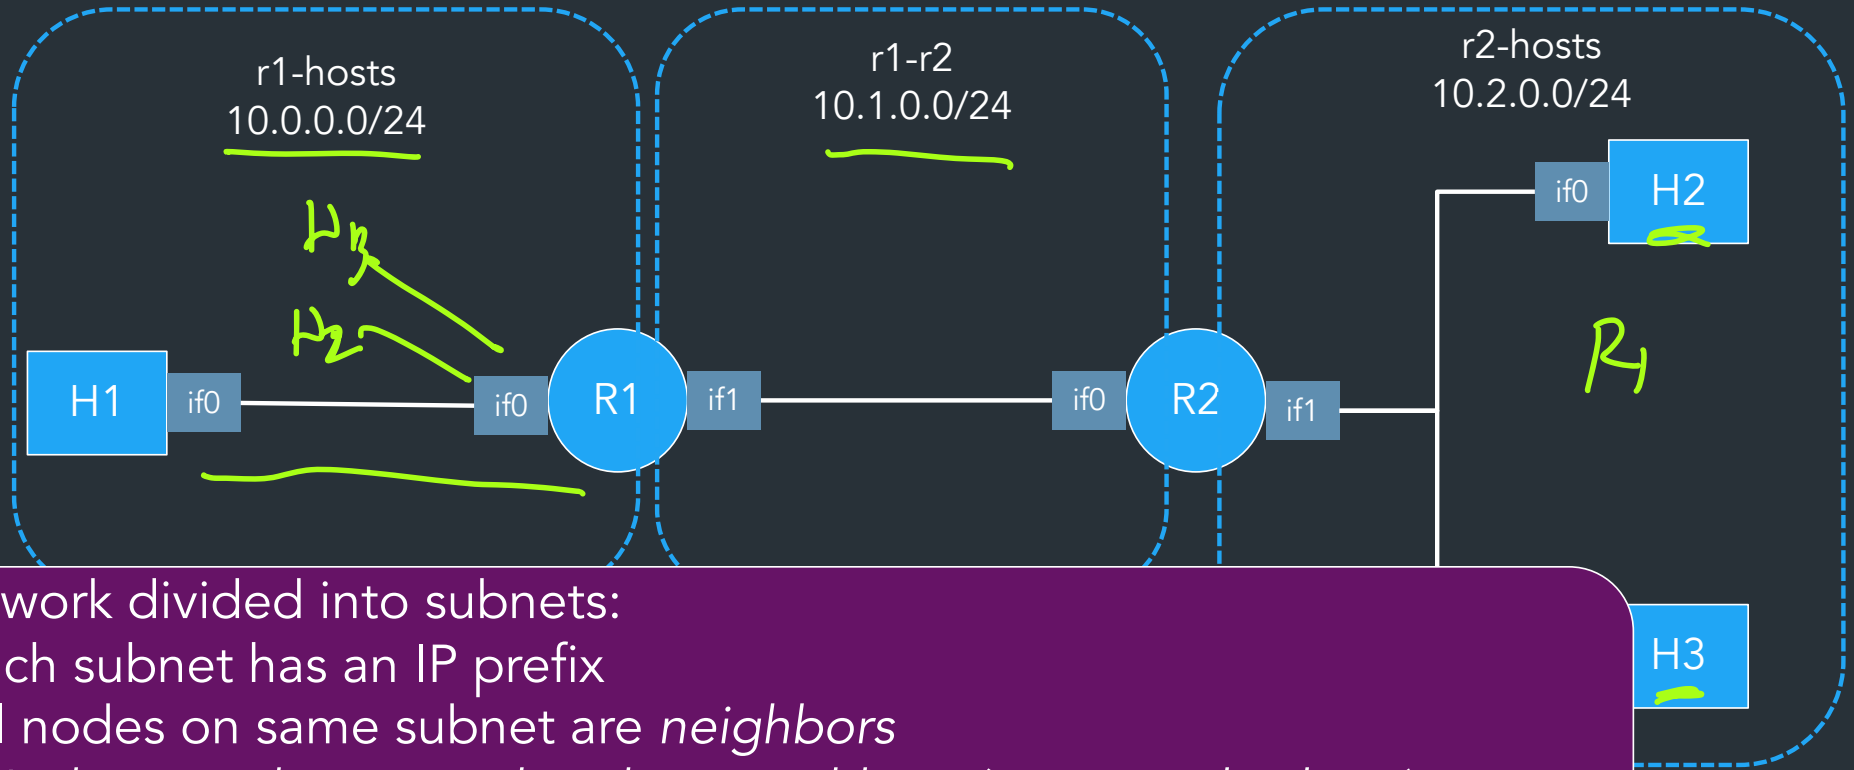 r1-hosts
10.0.0.0/24
r1-r2
10.1.0.0/24
r2-hosts
10.2.0.0/24
if0
H2
H2
R1
H1
if0
if0
R1
if1
if0
R2
if1
work divided into subnets:
ch subnet has an IP prefix
nodes on same subnet are neighbors
H3